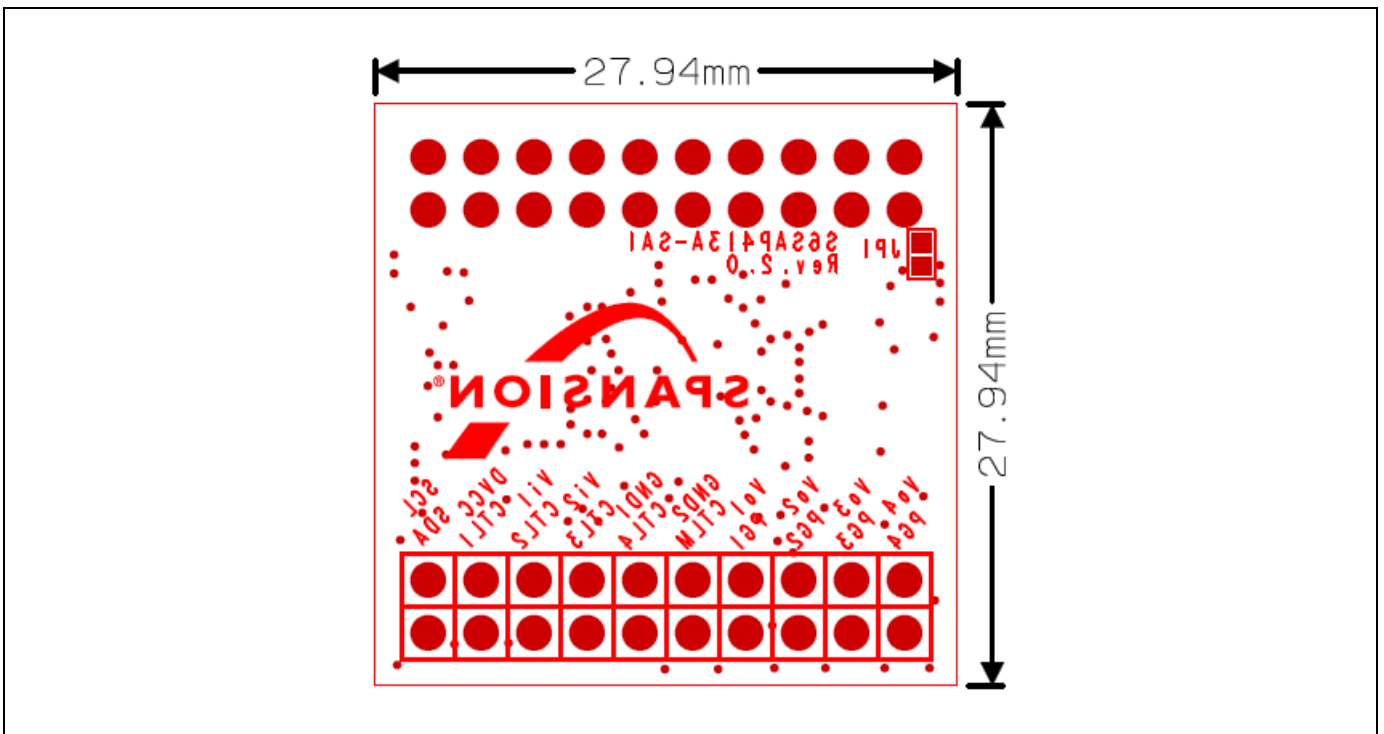 27.94mm
27.94mm
S6SAP413A-SA1
Rev.2.0
JP1
SPANSION®
SCL
SDA
DVCC
CTL1
Vi1
CTL2
Vi2
CTL3
GND1
CTL4
GND2
CTLM
Vo1
PG1
Vo2
PG2
Vo3
PG3
Vo4
PG4